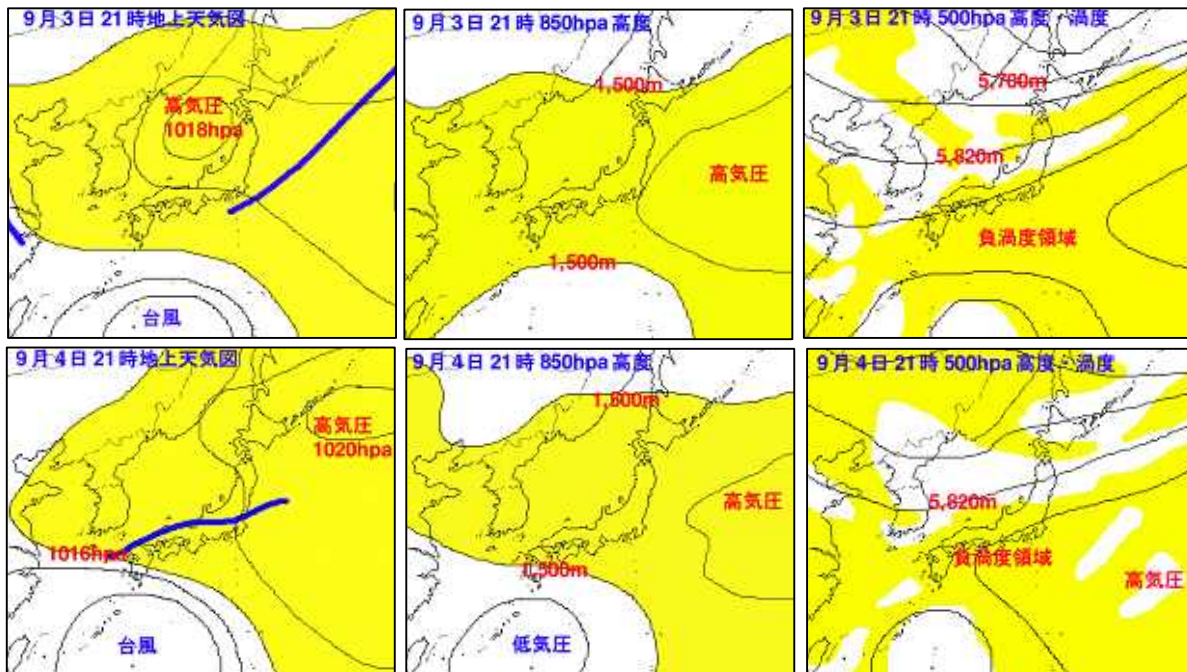 9月3日 21時地上天気図
高気圧
1018hpa
台風
9月3日 21時 850hpa 高度
1,500m
高気圧
1,500m
9月3日 21時 500hpa 高度・渦度
5,760m
5,820m
負渦度領域
9月4日 21時地上天気図
高気圧
1020hpa
1016hpa
台風
9月4日 21時 850hpa 高度
1,500m
高気圧
1,500m
低気圧
9月4日 21時 500hpa 高度・渦度
5,820m
負渦度領域
高気圧